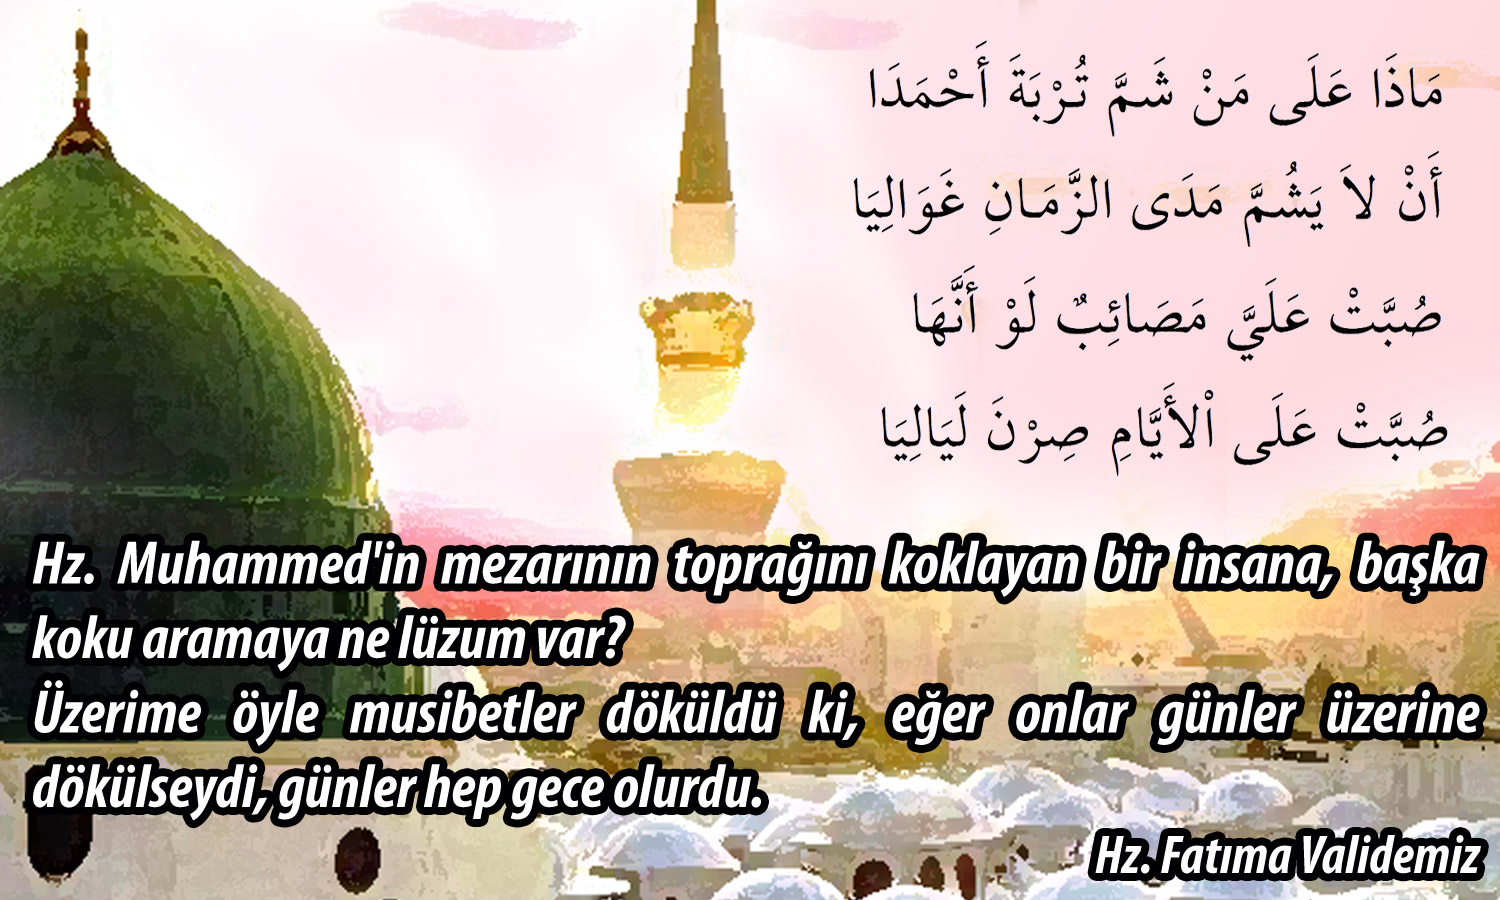 مَاذَا عَلَى مَنْ شَمَّ تُرْبَةَ أَحْمَدَا
أَنْ لاَ يَشُمَّ مَدَى الزَّمَانِ غَوَالِيَا
صُبَّتْ عَلَيَّ مَصَائِبٌ لَوْ أَنَّهَا
صُبَّتْ عَلَى اْلأَيَّامِ صِرْنَ لَيَالِيَا
Hz. Muhammed'in mezarının toprağını koklayan bir insana, başka
koku aramaya ne lüzum var?
Üzerime öyle musibetler döküldü ki, eğer onlar günler üzerine
dökülseydi, günler hep gece olurdu.
Hz. Fatıma Validemiz